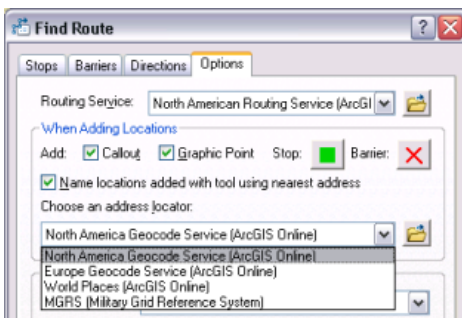 Find Route
Stops Barriers Directions Options
Routing Service: North American Routing Service (ArcGI
When Adding Locations
Add: Callout Graphic Point Stop: Barrier:
Name locations added with tool using nearest address
Choose an address locator:
North America Geocode Service (ArcGIS Online)
North America Geocode Service (ArcGIS Online)
Europe Geocode Service (ArcGIS Online)
World Places (ArcGIS Online)
MGRS (Military Grid Reference System)